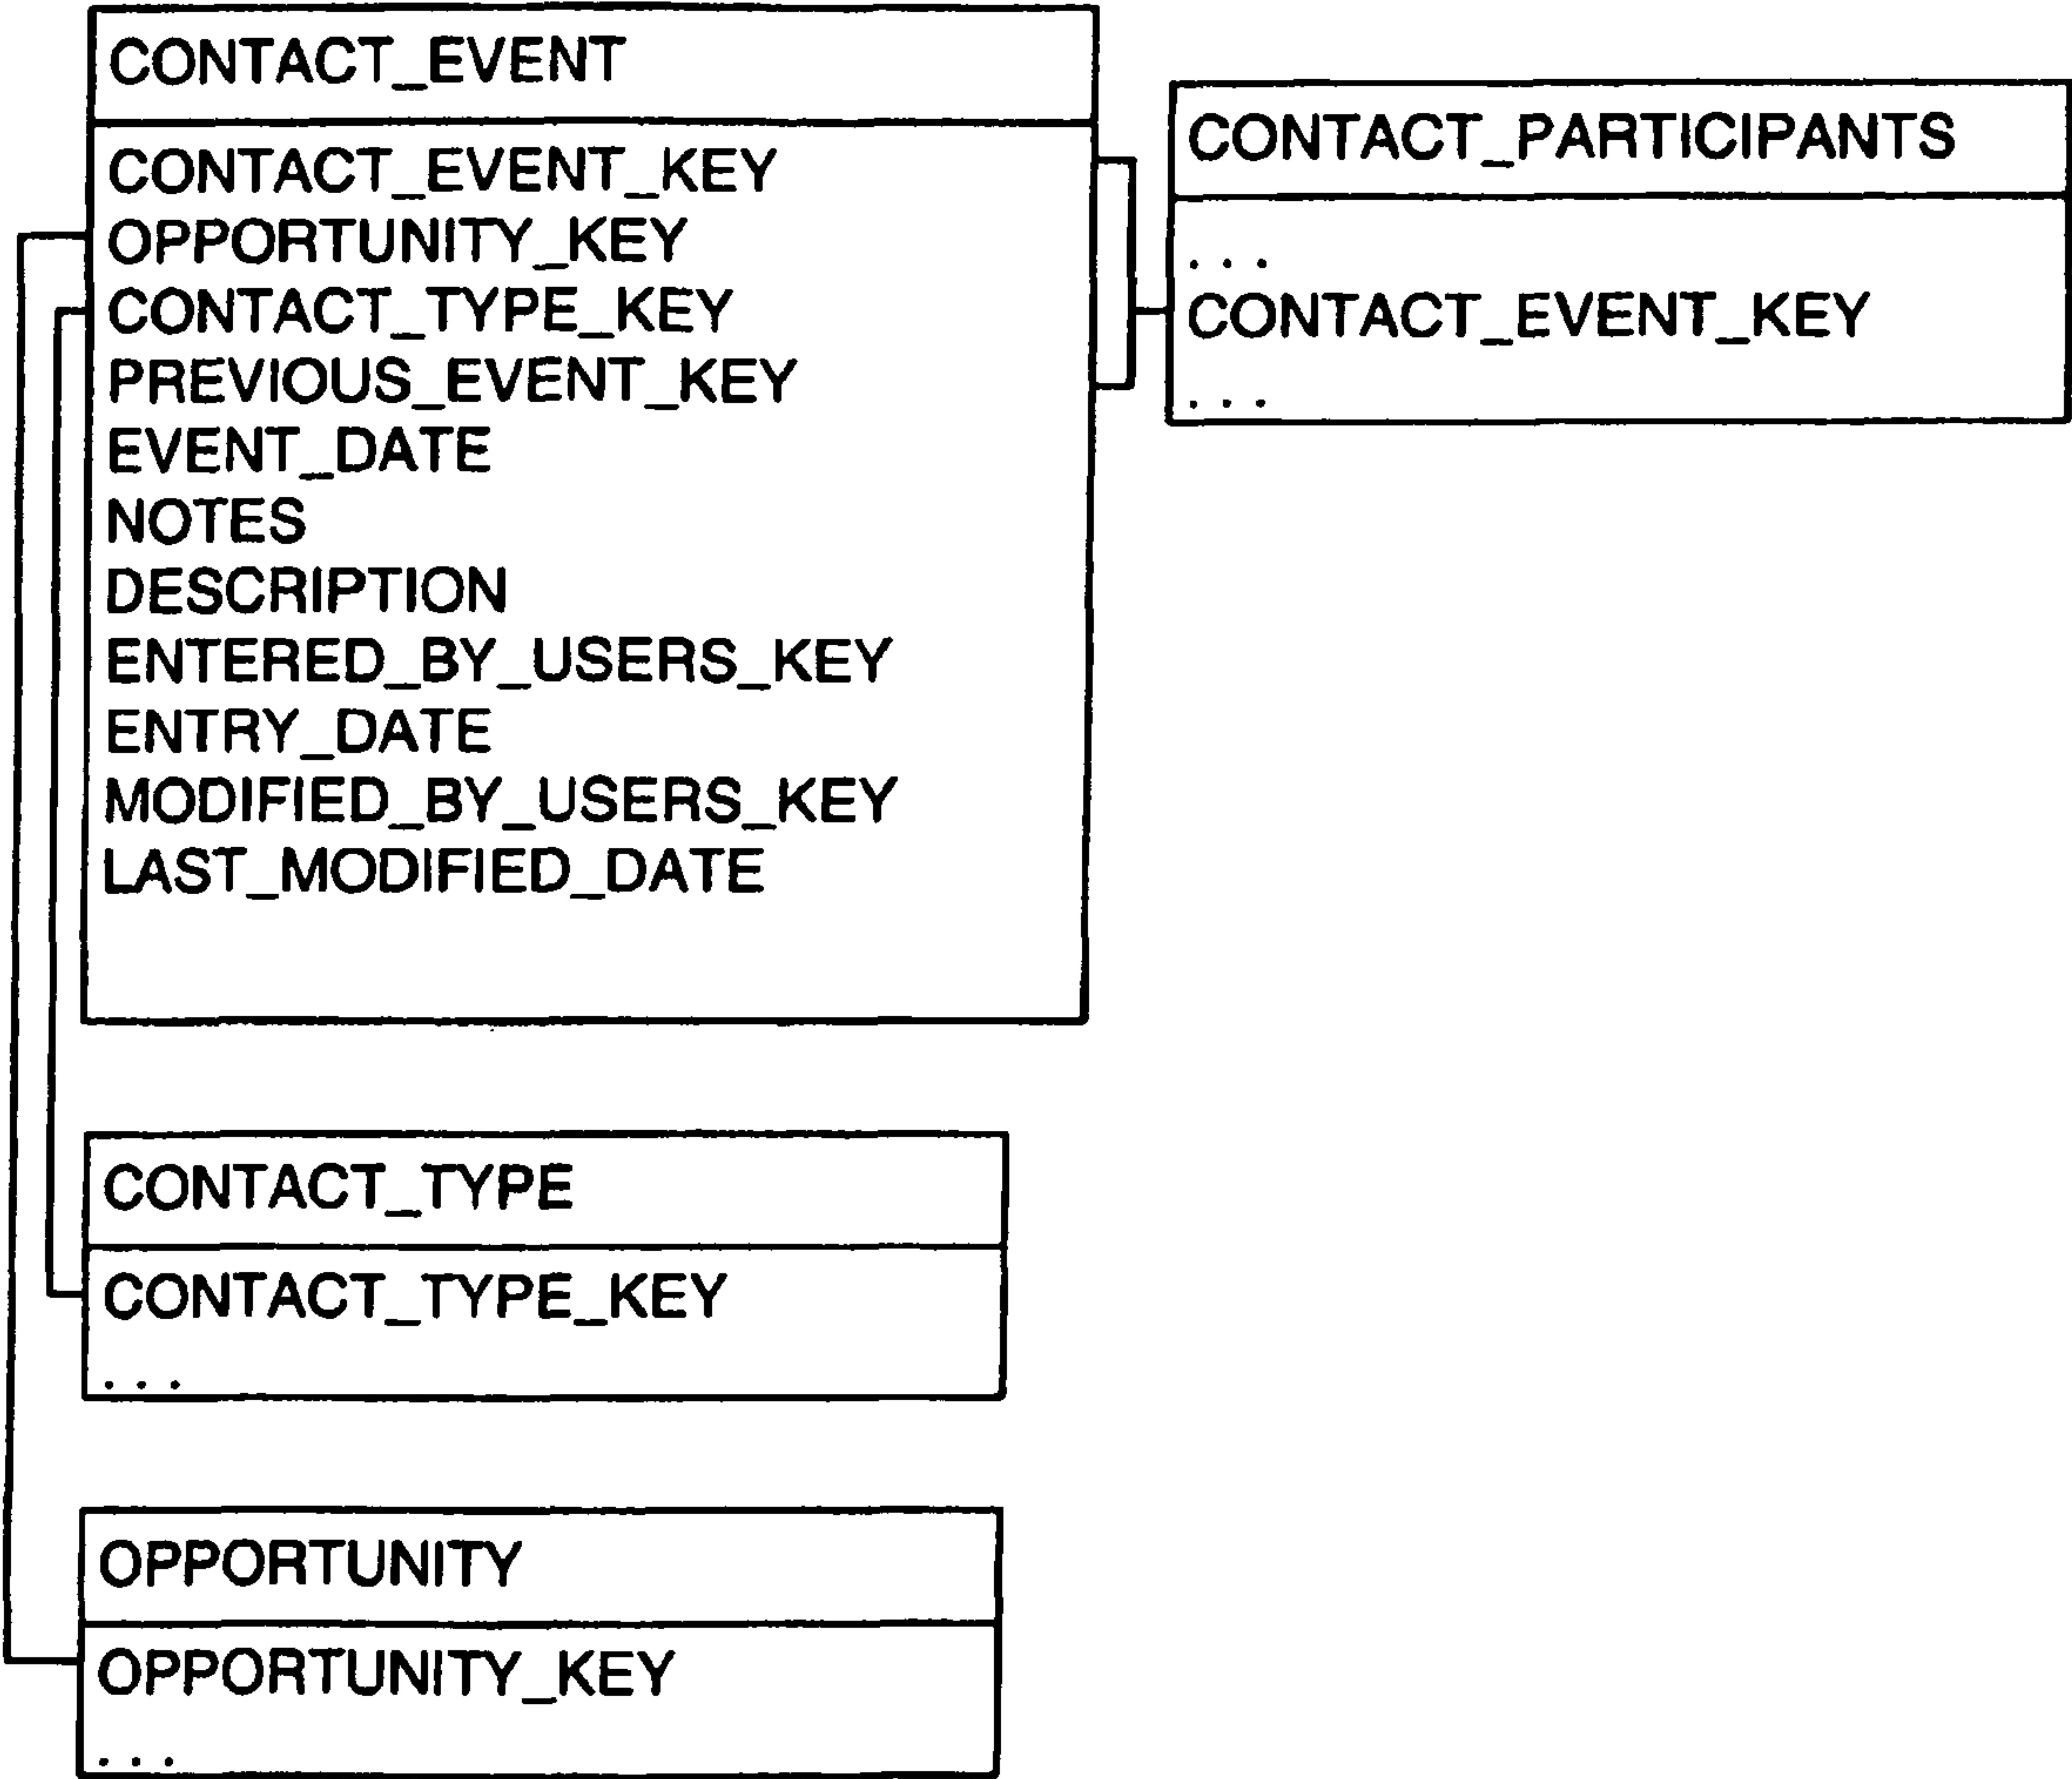 CONTACT_EVENT
CONTACT_EVENT_KEY
OPPORTUNITY_KEY
CONTACT_TYPE_KEY
PREVIOUS_EVENT_KEY
EVENT_DATE
NOTES
DESCRIPTION
ENTERED_BY_USERS_KEY
ENTRY_DATE
MODIFIED_BY_USERS_KEY
LAST_MODIFIED_DATE
CONTACT_PARTICIPANTS
. . .
CONTACT_EVENT_KEY
. . .
CONTACT_TYPE
CONTACT_TYPE_KEY
. . .
OPPORTUNITY
OPPORTUNITY_KEY
. . .